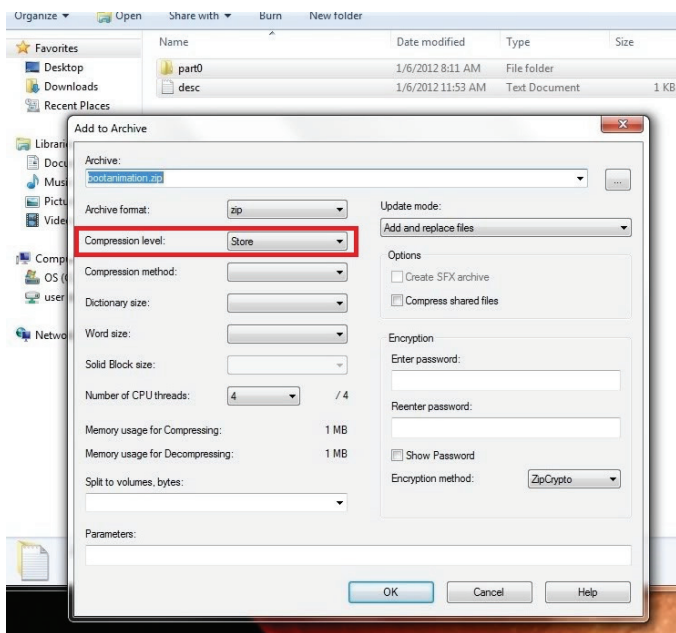 Organize Open Share with Burn New folder
Favorites
Desktop
Downloads
Recent Places
Name Date modified Type Size
part0 1/6/2012 8:11 AM File folder
desc 1/6/2012 11:53 AM Text Document 1 KB
Add to Archive
Archive:
bootanimation.zip
...
Archive format: zip
Compression level: Store
Compression method:
Dictionary size:
Word size:
Solid Block size:
Number of CPU threads: 4 / 4
Memory usage for Compressing: 1 MB
Memory usage for Decompressing: 1 MB
Split to volumes, bytes:
Update mode:
Add and replace files
Options
Create SFX archive
Compress shared files
Encryption
Enter password:
Reenter password:
Show Password
Encryption method: ZipCrypto
Parameters:
OK Cancel Help
OS (
user